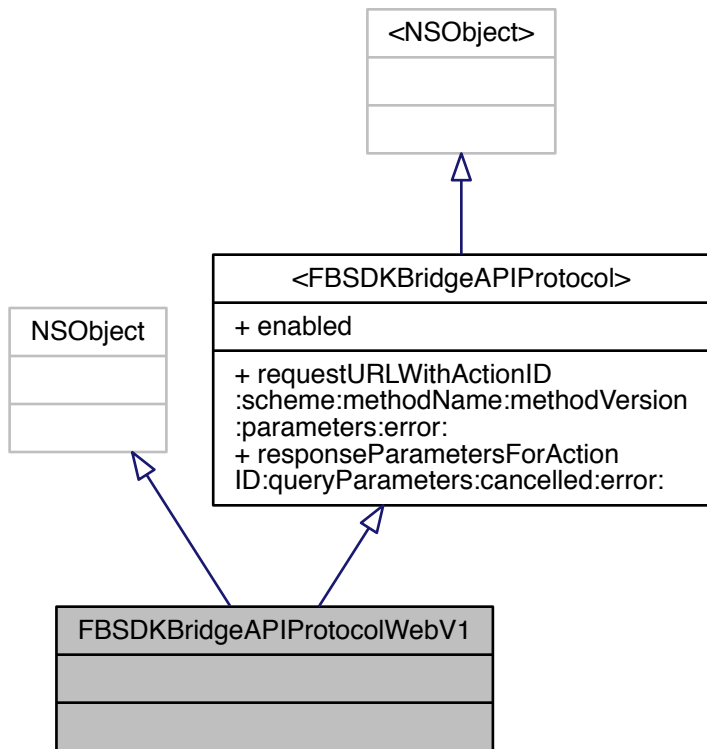 <NSObject>
<FBSDKBridgeAPIProtocol>
+ enabled
+ requestURLWithActionID
:scheme:methodName:methodVersion
:parameters:error:
+ responseParametersForAction
ID:queryParameters:cancelled:error:
NSObject
FBSDKBridgeAPIProtocolWebV1